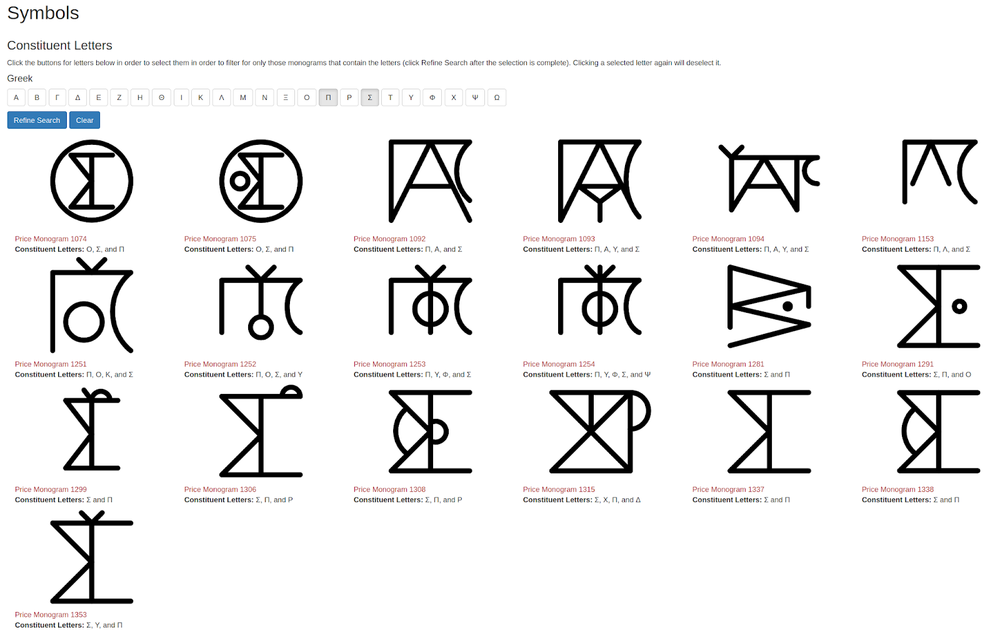 Symbols
Constituent Letters
Click the buttons for letters below in order to select them in order to filter for only those monograms that contain the letters (click Refine Search after the selection is complete). Clicking a selected letter again will deselect it.
Greek
Α Β Γ Δ Ε Ζ Η Θ Ι Κ Λ Μ Ν Ξ Ο Π Ρ Σ Τ Υ Φ Χ Ψ Ω
Refine Search Clear
Price Monogram 1074 Price Monogram 1075 Price Monogram 1092 Price Monogram 1093 Price Monogram 1094 Price Monogram 1153
Constituent Letters: Ο, Σ, and Π Constituent Letters: Ο, Σ, and Π Constituent Letters: Π, Α, and Σ Constituent Letters: Π, Α, Υ, and Σ Constituent Letters: Π, Α, Υ, and Σ Constituent Letters: Π, Λ, and Σ
Price Monogram 1251 Price Monogram 1252 Price Monogram 1253 Price Monogram 1254 Price Monogram 1281 Price Monogram 1291
Constituent Letters: Π, Ο, Κ, and Σ Constituent Letters: Π, Ο, Σ, and Υ Constituent Letters: Π, Υ, Φ, and Σ Constituent Letters: Π, Υ, Φ, Σ, and Ψ Constituent Letters: Σ and Π Constituent Letters: Σ, Π, and Ο
Price Monogram 1299 Price Monogram 1306 Price Monogram 1308 Price Monogram 1315 Price Monogram 1337 Price Monogram 1338
Constituent Letters: Σ and Π Constituent Letters: Σ, Π, and Ρ Constituent Letters: Σ, Π, and Ρ Constituent Letters: Σ, Χ, Π, and Δ Constituent Letters: Σ and Π Constituent Letters: Σ and Π
Price Monogram 1353
Constituent Letters: Σ, Υ, and Π